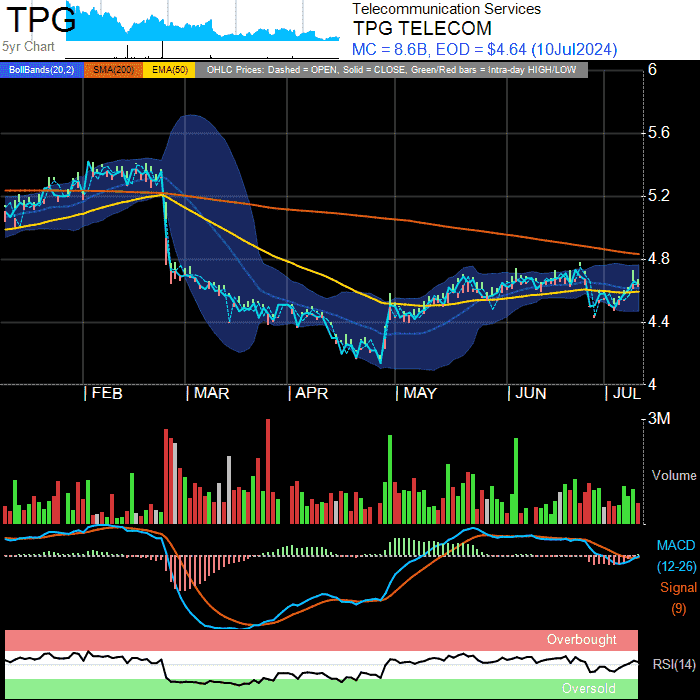 TPG
5yr Chart
Telecommunication Services
TPG TELECOM
MC = 8.6B, EOD = $4.64 (10Jul2024)
BollBands(20,2) SMA(200) EMA(50) OHLC Prices: Dashed = OPEN, Solid = CLOSE, Green/Red bars = Intra-day HIGH/LOW
6
5.6
5.2
4.8
4.4
4
| FEB | MAR | APR | MAY | JUN | JUL
3M
Volume
MACD
(12-26)
Signal
(9)
Overbought
RSI(14)
Oversold